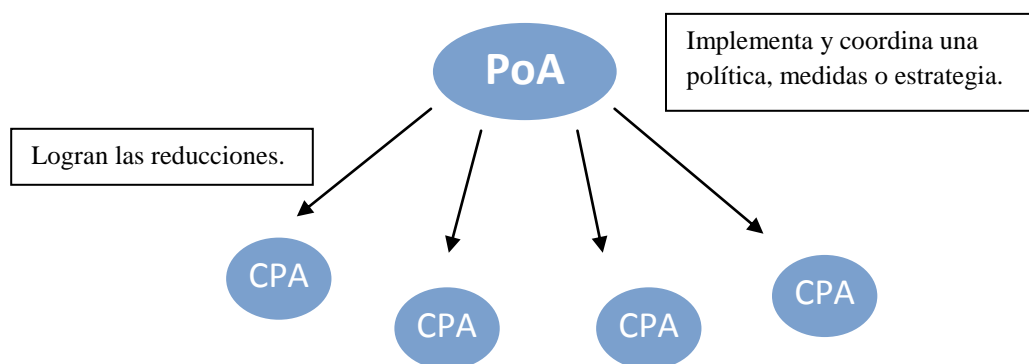 PoA
Implementa y coordina una
política, medidas o estrategia.
Logran las reducciones.
CPA
CPA
CPA
CPA